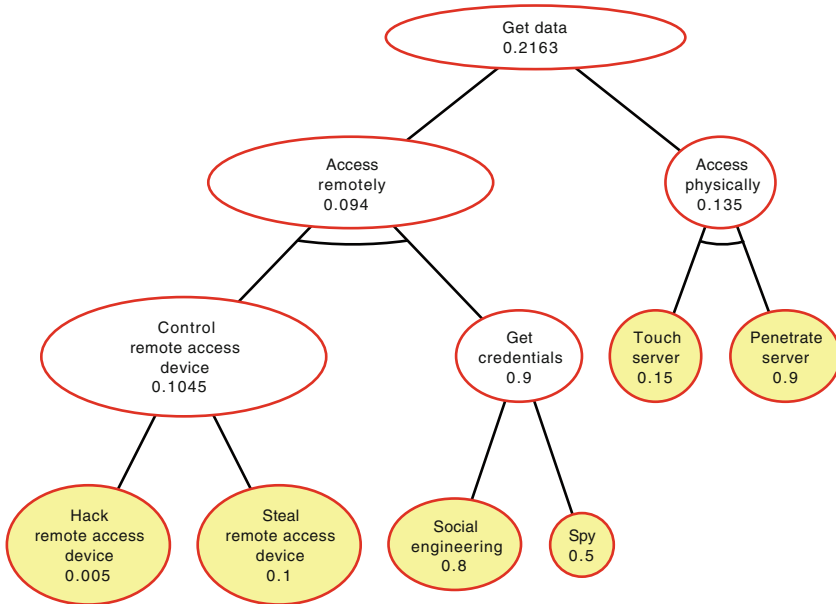 Get data
0.2163
Access
remotely
0.094
Access
physically
0.135
Control
remote access
device
0.1045
Get
credentials
0.9
Touch
server
0.15
Penetrate
server
0.9
Hack
remote access
device
0.005
Steal
remote access
device
0.1
Social
engineering
0.8
Spy
0.5